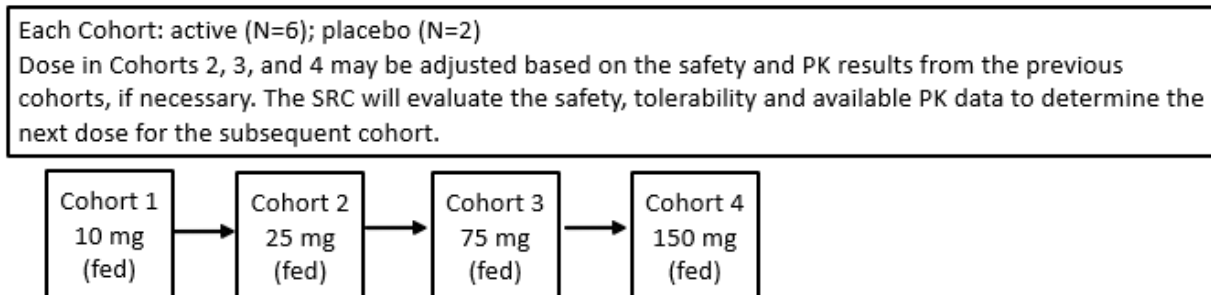 Each Cohort: active (N=6); placebo (N=2)
Dose in Cohorts 2, 3, and 4 may be adjusted based on the safety and PK results from the previous
cohorts, if necessary. The SRC will evaluate the safety, tolerability and available PK data to determine the
next dose for the subsequent cohort.
Cohort 1
10 mg
(fed)
Cohort 2
25 mg
(fed)
Cohort 3
75 mg
(fed)
Cohort 4
150 mg
(fed)